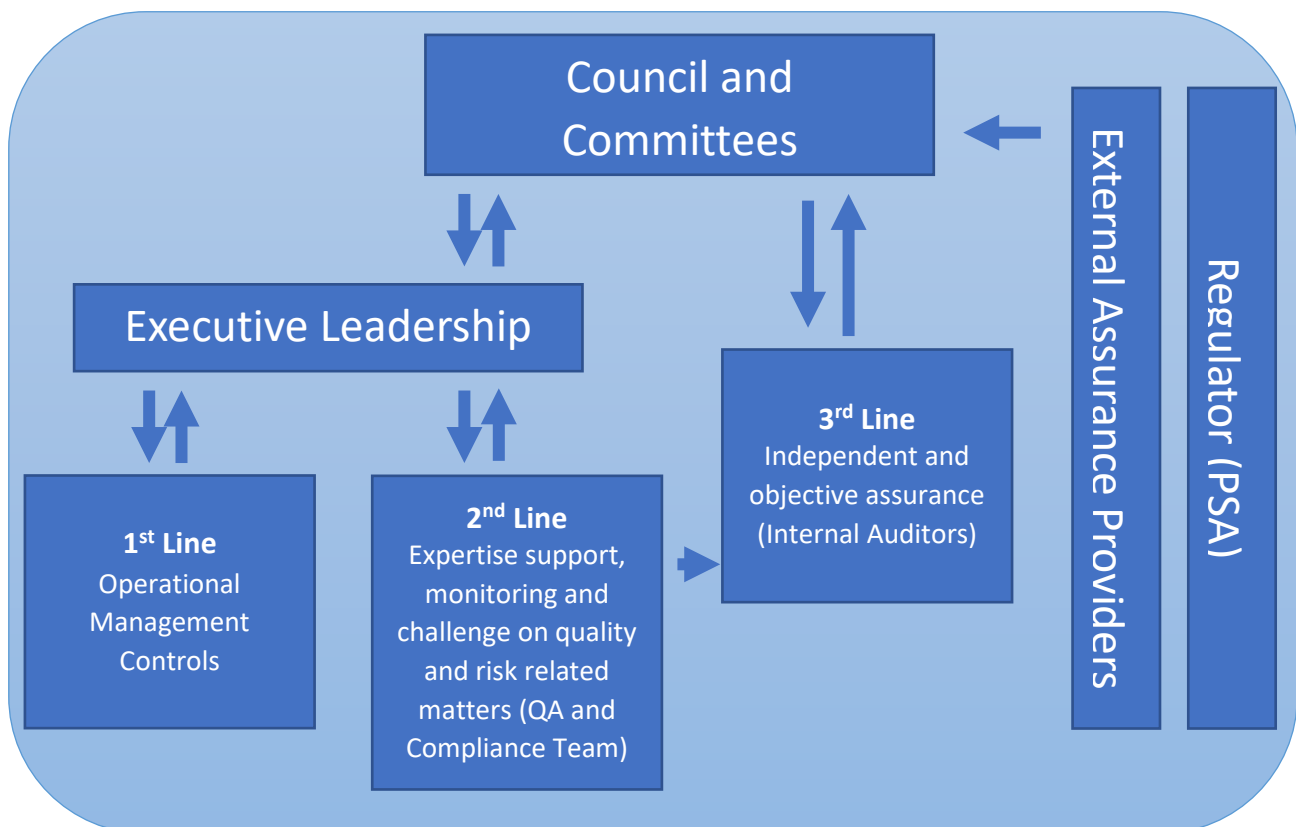 Council and
Committees
Executive Leadership
1st Line
Operational
Management
Controls
2nd Line
Expertise support,
monitoring and
challenge on quality
and risk related
matters (QA and
Compliance Team)
3rd Line
Independent and
objective assurance
(Internal Auditors)
External Assurance Providers
Regulator (PSA)